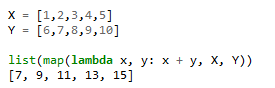 X = [1,2,3,4,5]
Y = [6,7,8,9,10]
list(map(lambda x, y: x + y, X, Y))
[7, 9, 11, 13, 15]